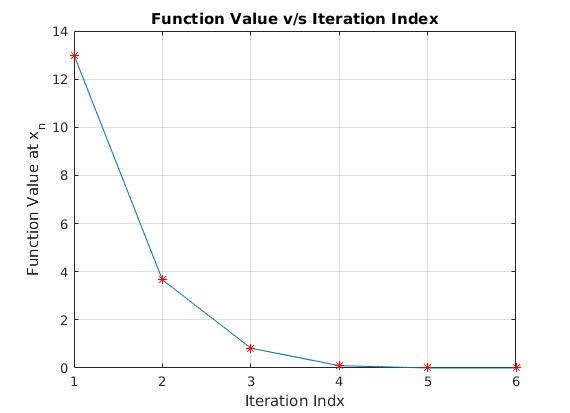 Function Value v/s Iteration Index
14
12
10
8
6
4
2
0
Function Value at x_n
1 2 3 4 5 6
Iteration Indx